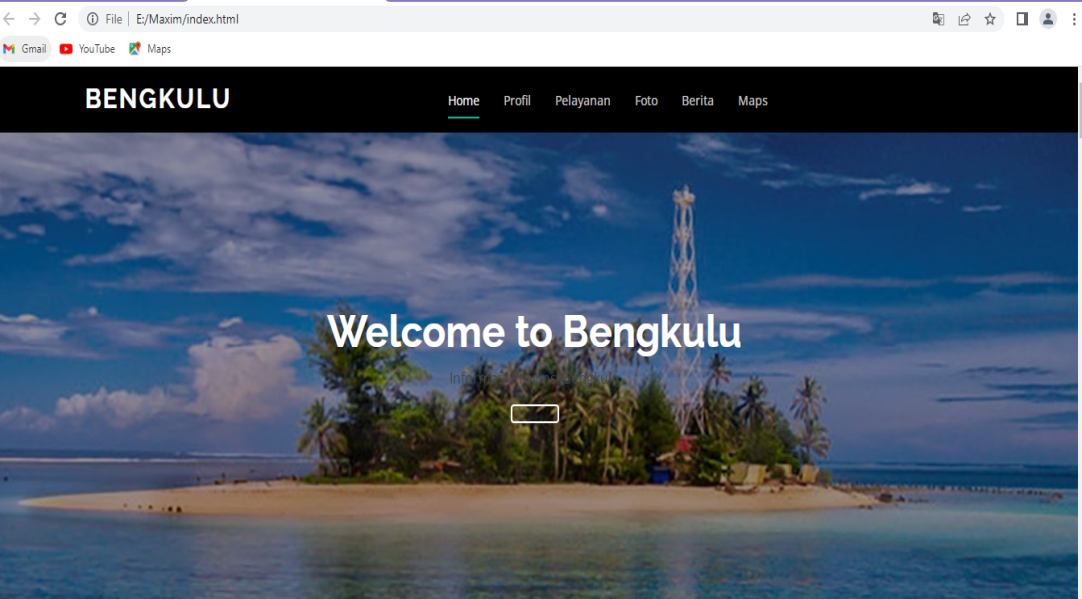 File | E:/Maxim/index.html
Gmail YouTube Maps
BENGKULU Home Profil Pelayanan Foto Berita Maps
Welcome to Bengkulu